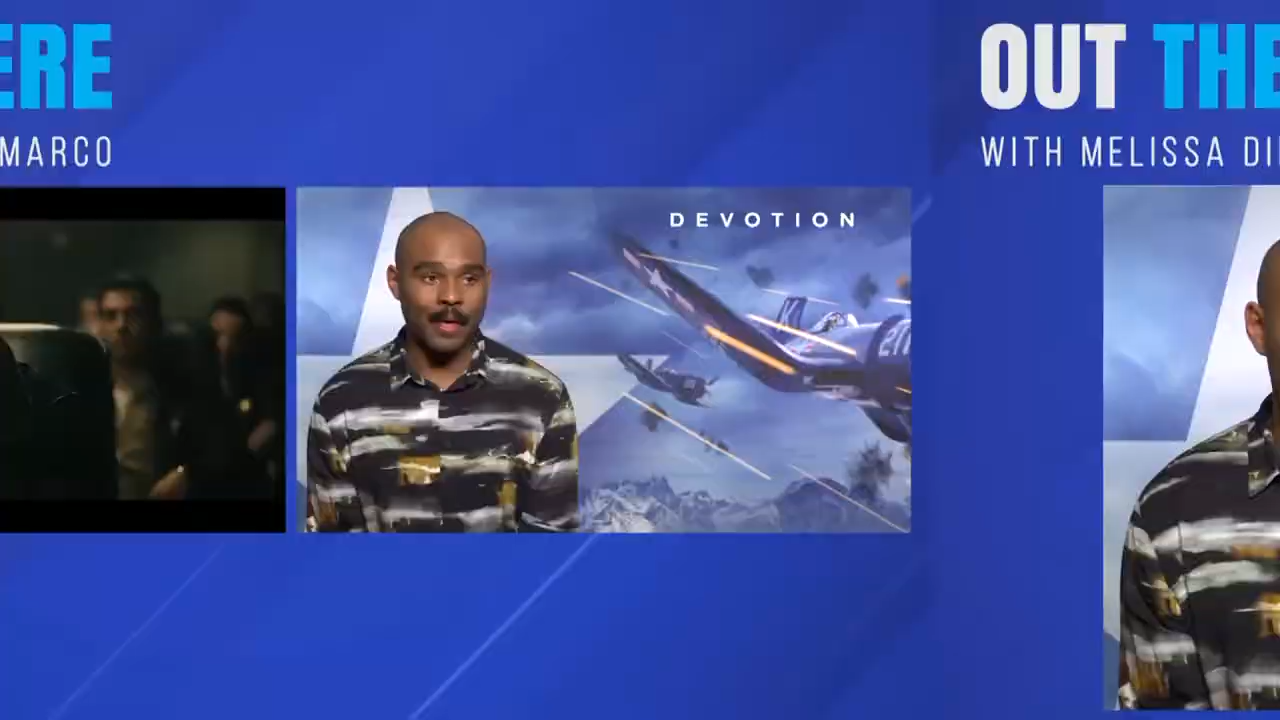 ERE
MARCO
OUT THE
WITH MELISSA DI
DEVOTION